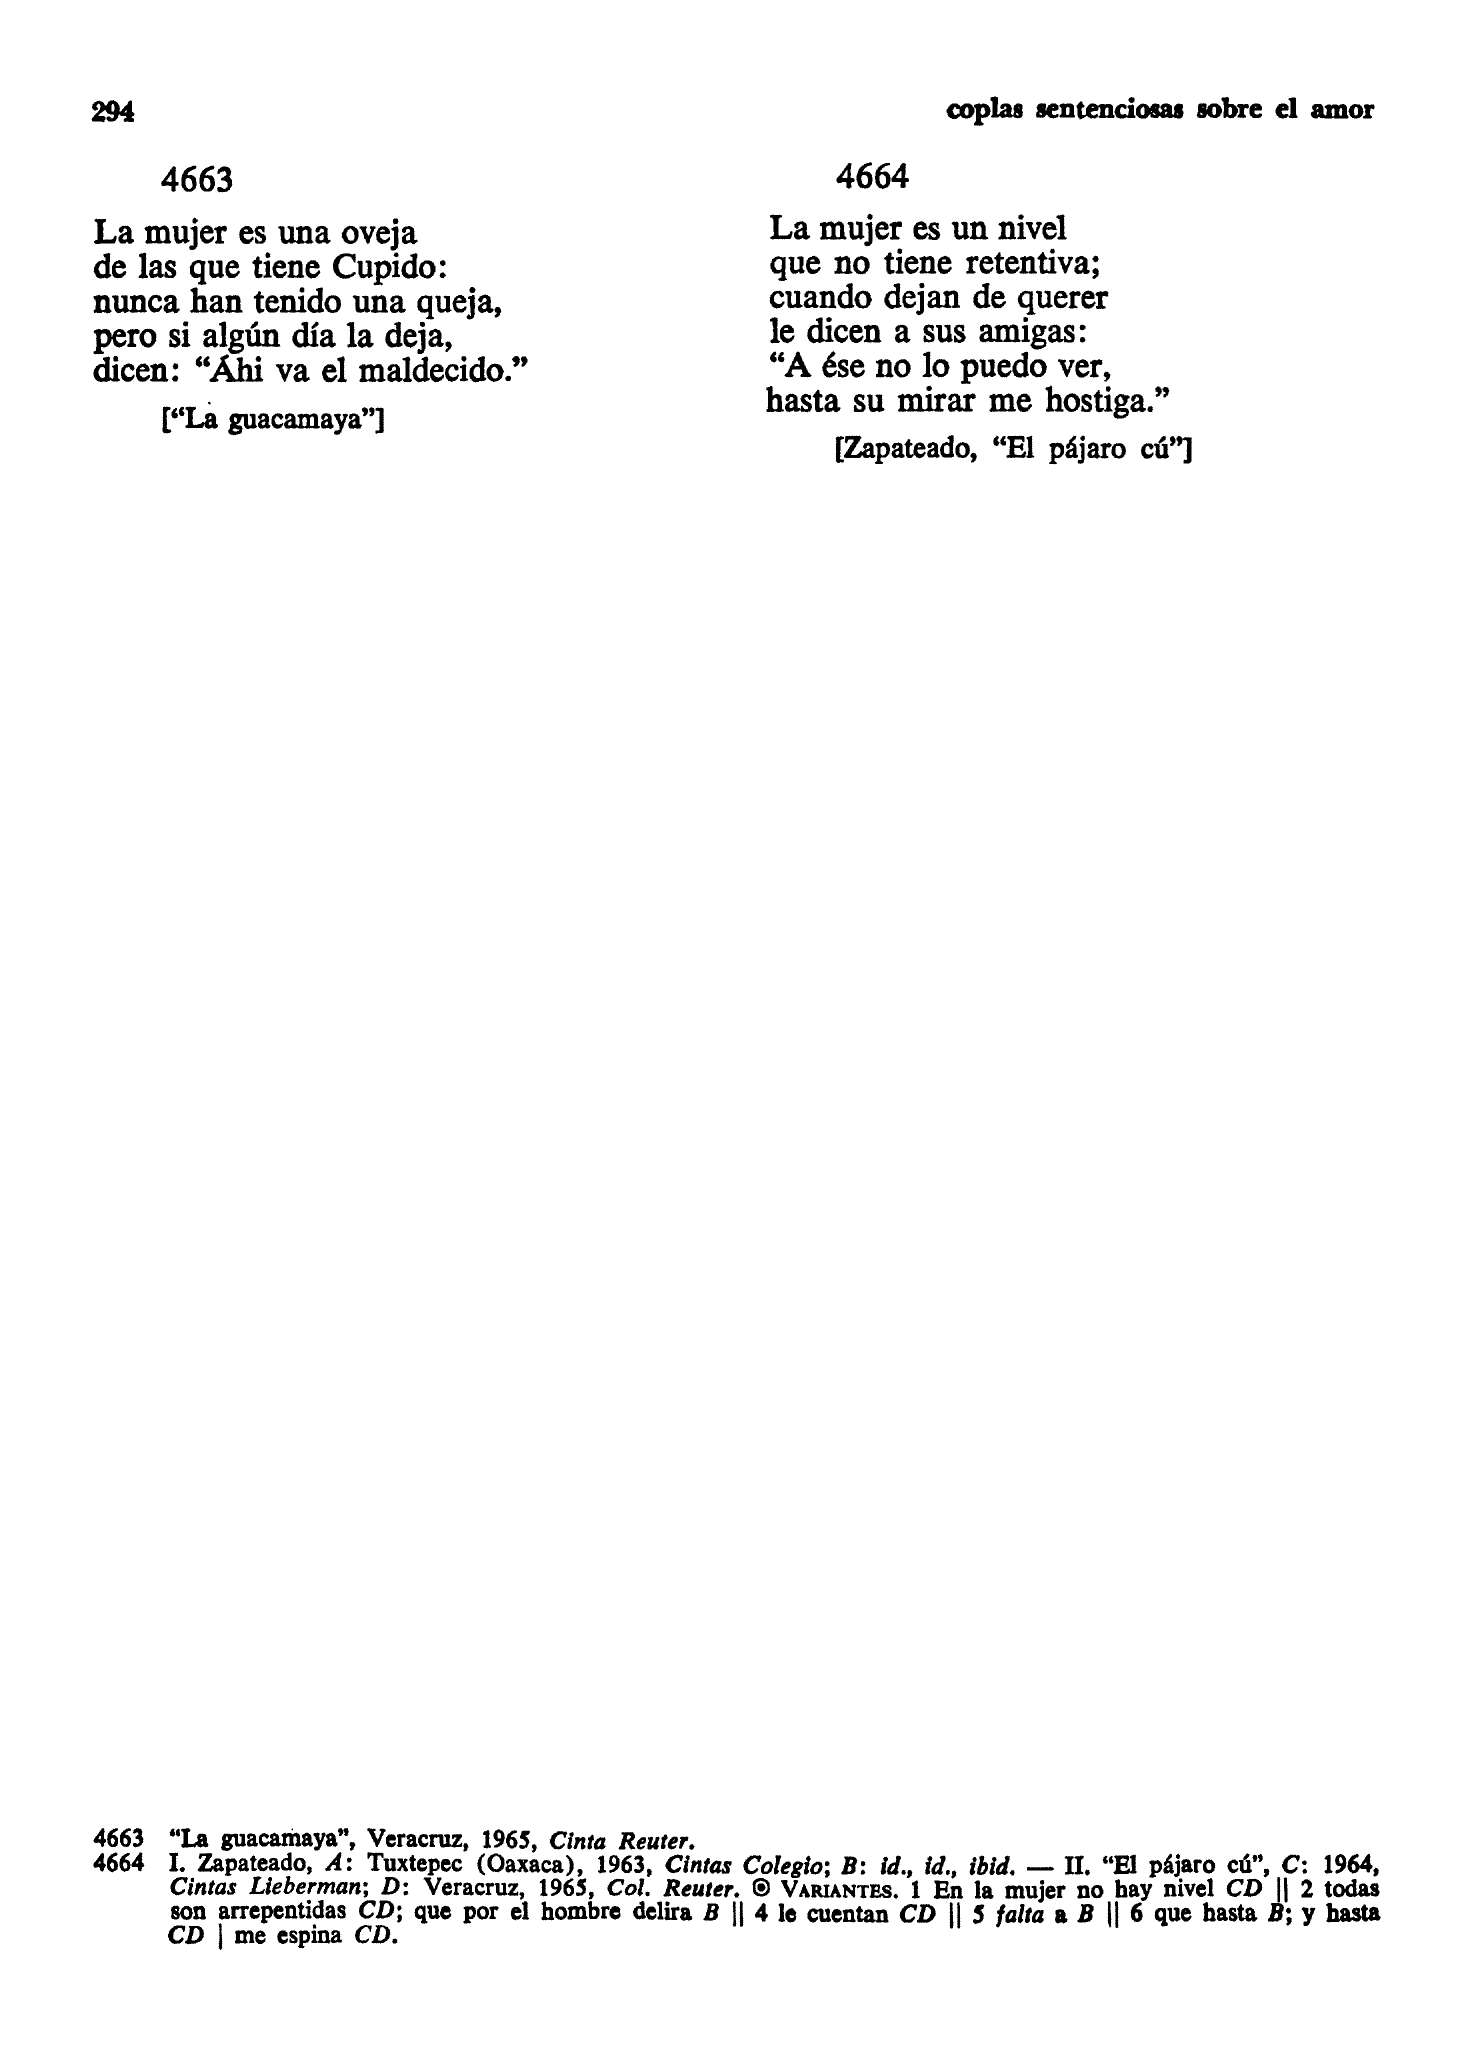 294
coplas sentenciosas sobre el amor
4663
La mujer es una oveja
de las que tiene Cupido:
nunca han tenido una queja,
pero si algún día la deja,
dicen: “Áhi va el maldecido.”
[“La guacamaya”]
4664
La mujer es un nivel
que no tiene retentiva;
cuando dejan de querer
le dicen a sus amigas:
“A ése no lo puedo ver,
hasta su mirar me hostiga.”
[Zapateado, “El pájaro cú”]
4663 “La guacamaya”, Veracruz, 1965, Cinta Reuter.
4664 I. Zapateado, A: Tuxtepec (Oaxaca), 1963, Cintas Colegio; B: id., id., ibid. — II. “El pájaro cú”, C: 1964,
Cintas Lieberman; D: Veracruz, 1965, Col. Reuter. ⊙ VARIANTES. 1 En la mujer no hay nivel CD || 2 todas
son arrepentidas CD; que por el hombre delira B || 4 le cuentan CD || 5 falta a B || 6 que hasta B; y hasta
CD | me espina CD.